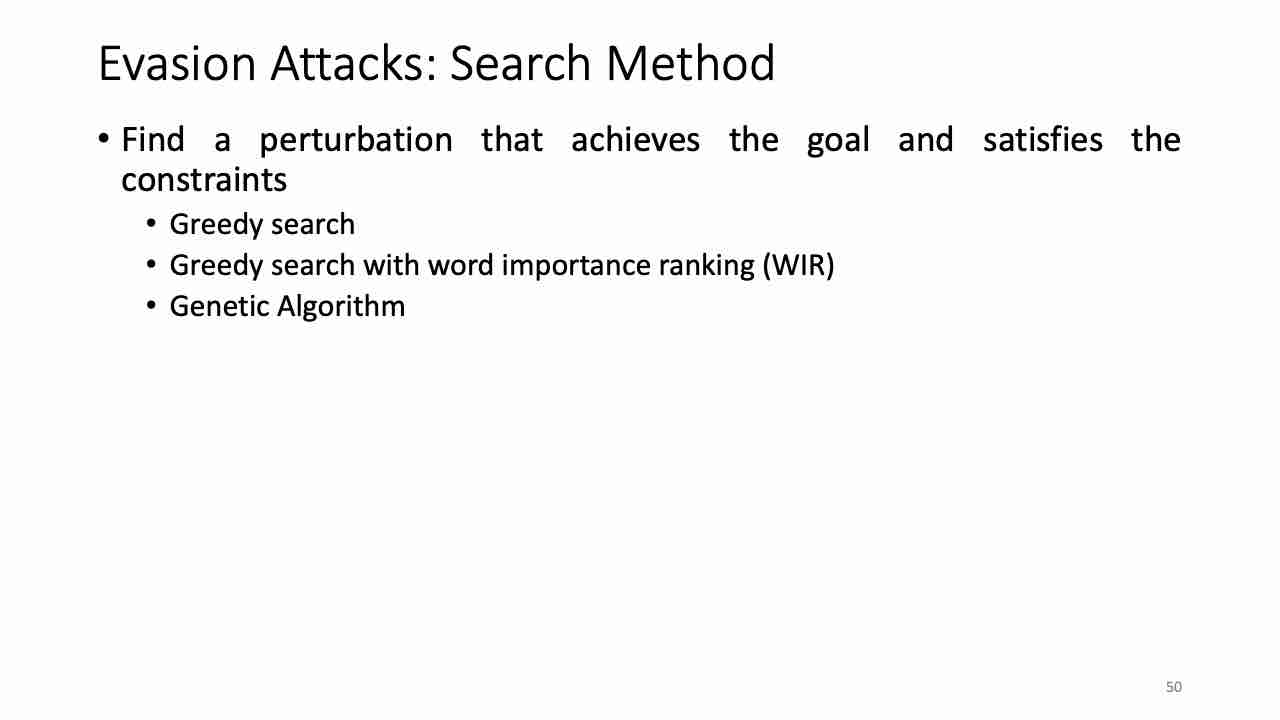 Evasion Attacks: Search Method
• Find a perturbation that achieves the goal and satisfies the
constraints
• Greedy search
• Greedy search with word importance ranking (WIR)
• Genetic Algorithm
50